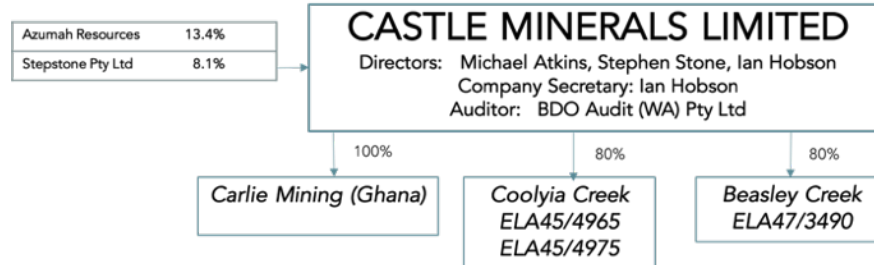 Azumah Resources 13.4%
Stepstone Pty Ltd 8.1%
CASTLE MINERALS LIMITED
Directors: Michael Atkins, Stephen Stone, Ian Hobson
Company Secretary: Ian Hobson
Auditor: BDO Audit (WA) Pty Ltd
100%
80%
80%
Carlie Mining (Ghana)
Coolyia Creek
ELA45/4965
ELA45/4975
Beasley Creek
ELA47/3490